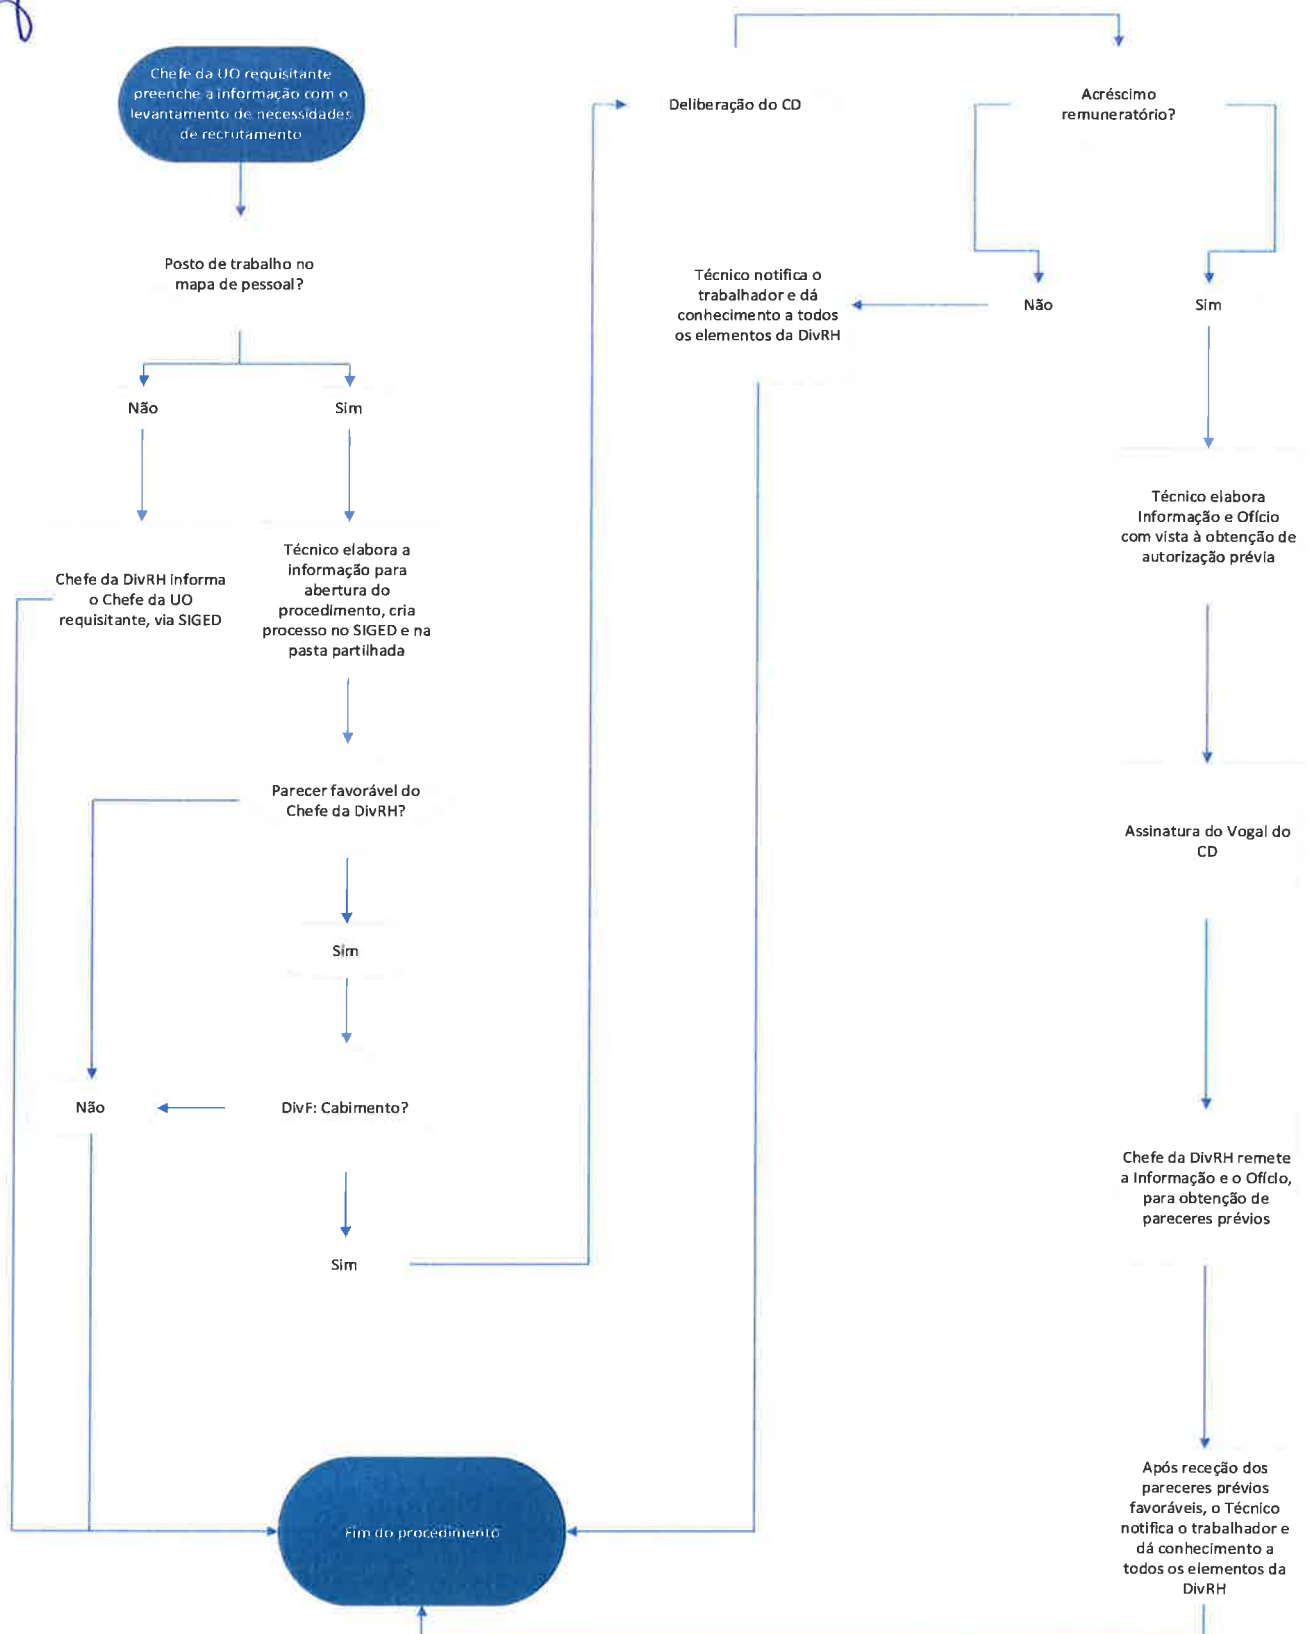 Chefe da UO requisitante
preenche a informação com o
levantamento de necessidades
de recrutamento
Posto de trabalho no
mapa de pessoal?
Não
Sim
Chefe da DivRH informa
o Chefe da UO
requisitante, via SIGED
Técnico elabora a
informação para
abertura do
procedimento, cria
processo no SIGED e na
pasta partilhada
Parecer favorável do
Chefe da DivRH?
Sim
Não
DivF: Cabimento?
Sim
Deliberação do CD
Acréscimo
remuneratório?
Técnico notifica o
trabalhador e dá
conhecimento a todos
os elementos da DivRH
Não
Sim
Técnico elabora
Informação e Ofício
com vista à obtenção de
autorização prévia
Assinatura do Vogal do
CD
Chefe da DivRH remete
a Informação e o Ofício,
para obtenção de
pareceres prévios
Após receção dos
pareceres prévios
favoráveis, o Técnico
notifica o trabalhador e
dá conhecimento a
todos os elementos da
DivRH
Fim do procedimento